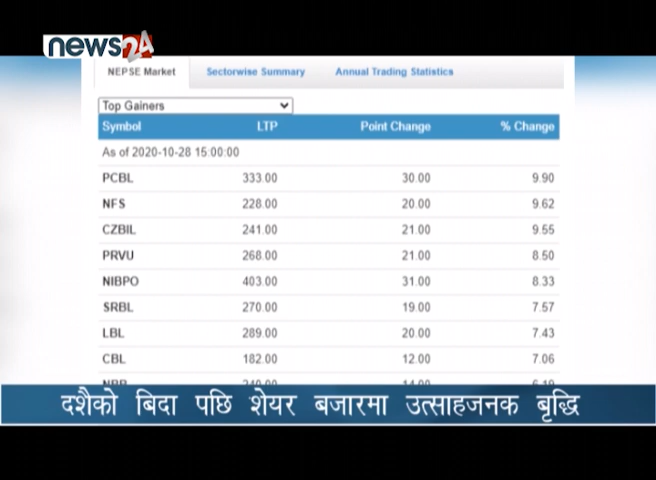 news24
NEPSE Market Sectorwise Summary Annual Trading Statistics
Top Gainers
Symbol LTP Point Change % Change
As of 2020-10-28 15:00:00
PCBL 333.00 30.00 9.90
NFS 228.00 20.00 9.62
CZBIL 241.00 21.00 9.55
PRVU 268.00 21.00 8.50
NIBPO 403.00 31.00 8.33
SRBL 270.00 19.00 7.57
LBL 289.00 20.00 7.43
CBL 182.00 12.00 7.06
दशैको बिदा पछि शेयर बजारमा उत्साहजनक बृद्धि